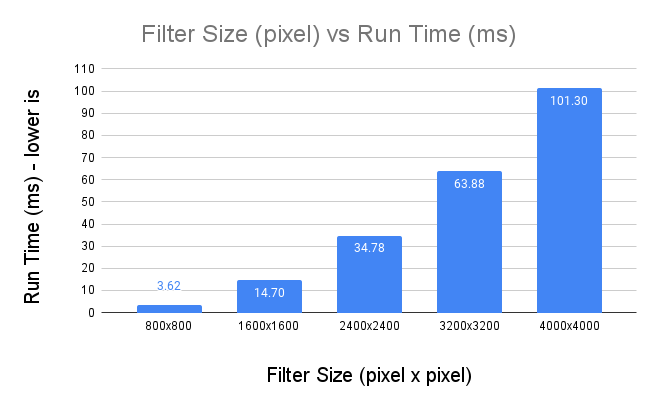 Filter Size (pixel) vs Run Time (ms)
Run Time (ms) - lower is
110
100
90
80
70
60
50
40
30
20
10
0
3.62
14.70
34.78
63.88
101.30
800x800
1600x1600
2400x2400
3200x3200
4000x4000
Filter Size (pixel x pixel)